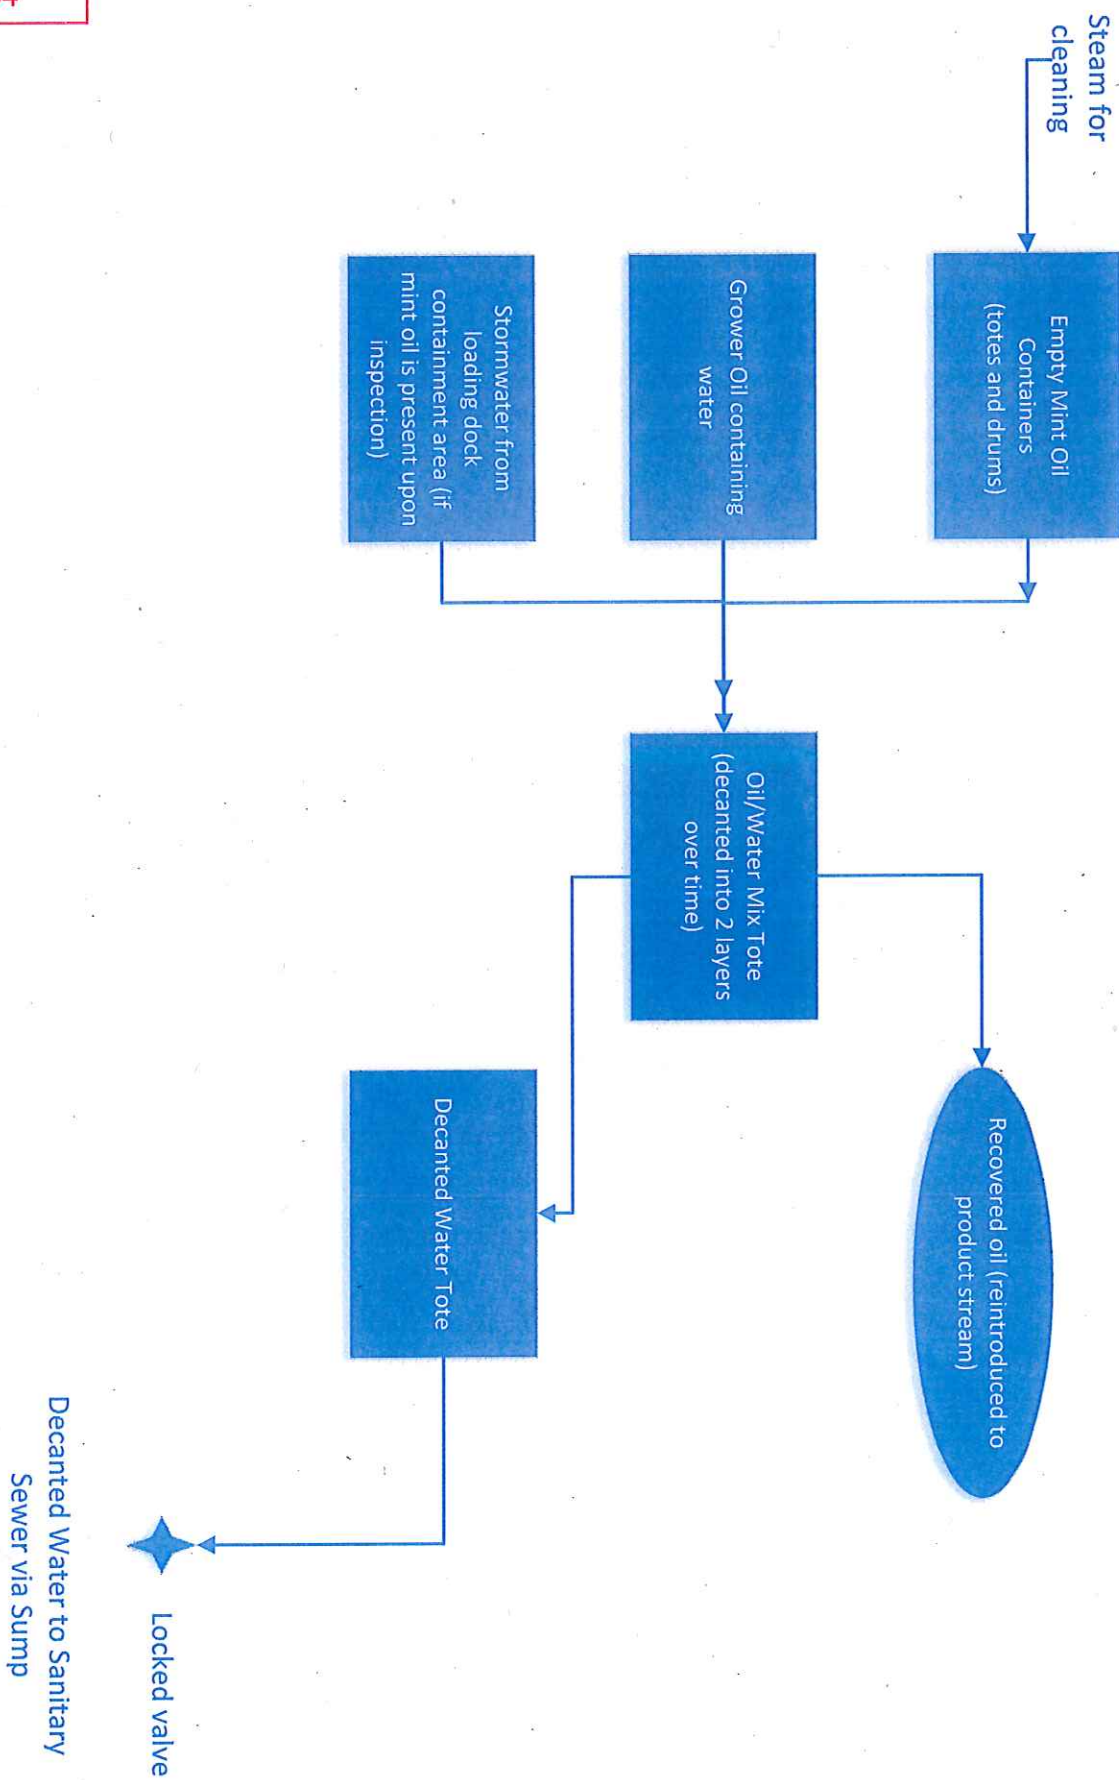 Steam for
cleaning
Empty Mint Oil
Containers
(totes and drums)
Grower Oil containing
water
Stormwater from
loading dock
containment area (if
mint oil is present upon
inspection)
Oil/Water Mix Tote
(decanted into 2 layers
over time)
Recovered oil (reintroduced to
product stream)
Decanted Water Tote
Locked valve
Decanted Water to Sanitary
Sewer via Sump